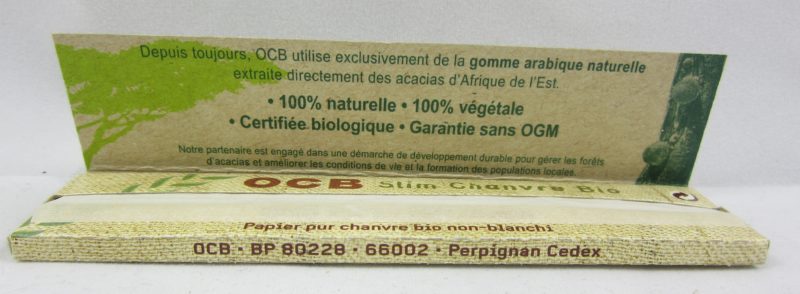 Depuis toujours, OCB utilise exclusivement de la gomme arabique naturelle
extraite directement des acacias d'Afrique de l'Est.
• 100% naturelle • 100% végétale
• Certifiée biologique • Garantie sans OGM
Notre partenaire est engagé dans une démarche de développement durable pour gérer les forêts
d'acacias et améliorer les conditions de vie et la formation des populations locales.
OCB Slim Chanvre Bio
Papier pur chanvre bio non-blanchi
OCB - BP 80228 - 66002 - Perpignan Cedex